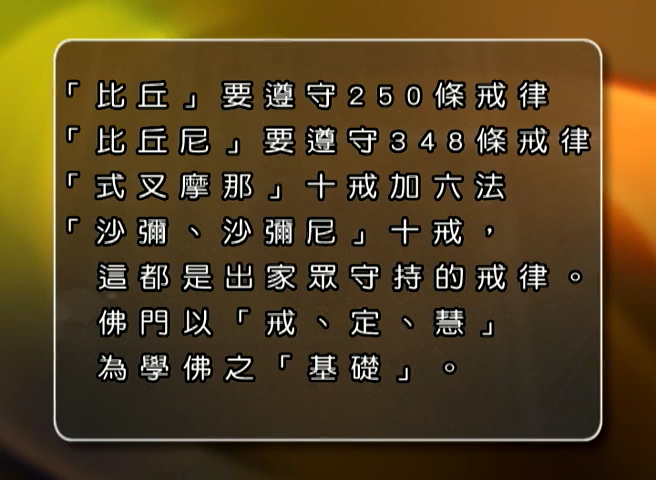 「比丘」要遵守250條戒律
「比丘尼」要遵守348條戒律
「式叉摩那」十戒加六法
「沙彌、沙彌尼」十戒，
這都是出家眾守持的戒律。
佛門以「戒、定、慧」
為學佛之「基礎」。